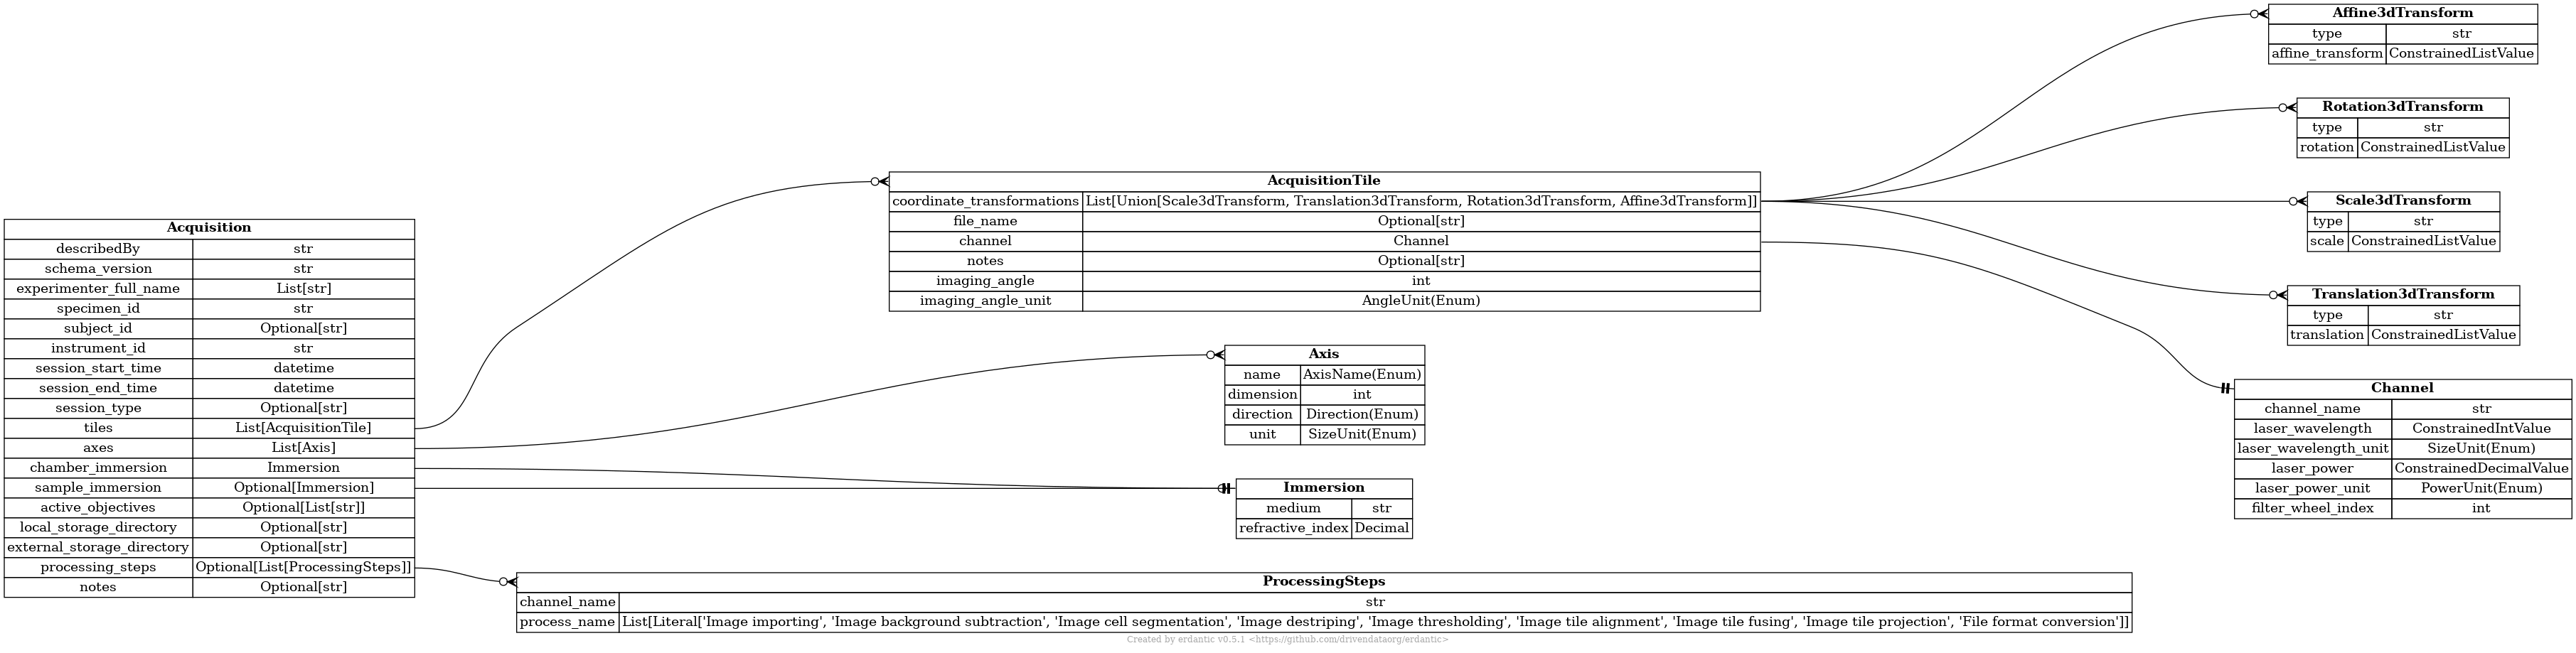 Acquisition
describedBy str
schema_version str
experimenter_full_name List[str]
specimen_id str
subject_id Optional[str]
instrument_id str
session_start_time datetime
session_end_time datetime
session_type Optional[str]
tiles List[AcquisitionTile]
axes List[Axis]
chamber_immersion Immersion
sample_immersion Optional[Immersion]
active_objectives Optional[List[str]]
local_storage_directory Optional[str]
external_storage_directory Optional[str]
processing_steps Optional[List[ProcessingSteps]]
notes Optional[str]
AcquisitionTile
coordinate_transformations List[Union[Scale3dTransform, Translation3dTransform, Rotation3dTransform, Affine3dTransform]]
file_name Optional[str]
channel Channel
notes Optional[str]
imaging_angle int
imaging_angle_unit AngleUnit(Enum)
Axis
name AxisName(Enum)
dimension int
direction Direction(Enum)
unit SizeUnit(Enum)
Immersion
medium str
refractive_index Decimal
ProcessingSteps
channel_name str
process_name List[Literal['Image importing', 'Image background subtraction', 'Image cell segmentation', 'Image destriping', 'Image thresholding', 'Image tile alignment', 'Image tile fusing', 'Image tile projection', 'File format conversion']]
Affine3dTransform
type str
affine_transform ConstrainedListValue
Rotation3dTransform
type str
rotation ConstrainedListValue
Scale3dTransform
type str
scale ConstrainedListValue
Translation3dTransform
type str
translation ConstrainedListValue
Channel
channel_name str
laser_wavelength ConstrainedIntValue
laser_wavelength_unit SizeUnit(Enum)
laser_power ConstrainedDecimalValue
laser_power_unit PowerUnit(Enum)
filter_wheel_index int
Created by erdantic v0.5.1 <https://github.com/drivendataorg/erdantic>